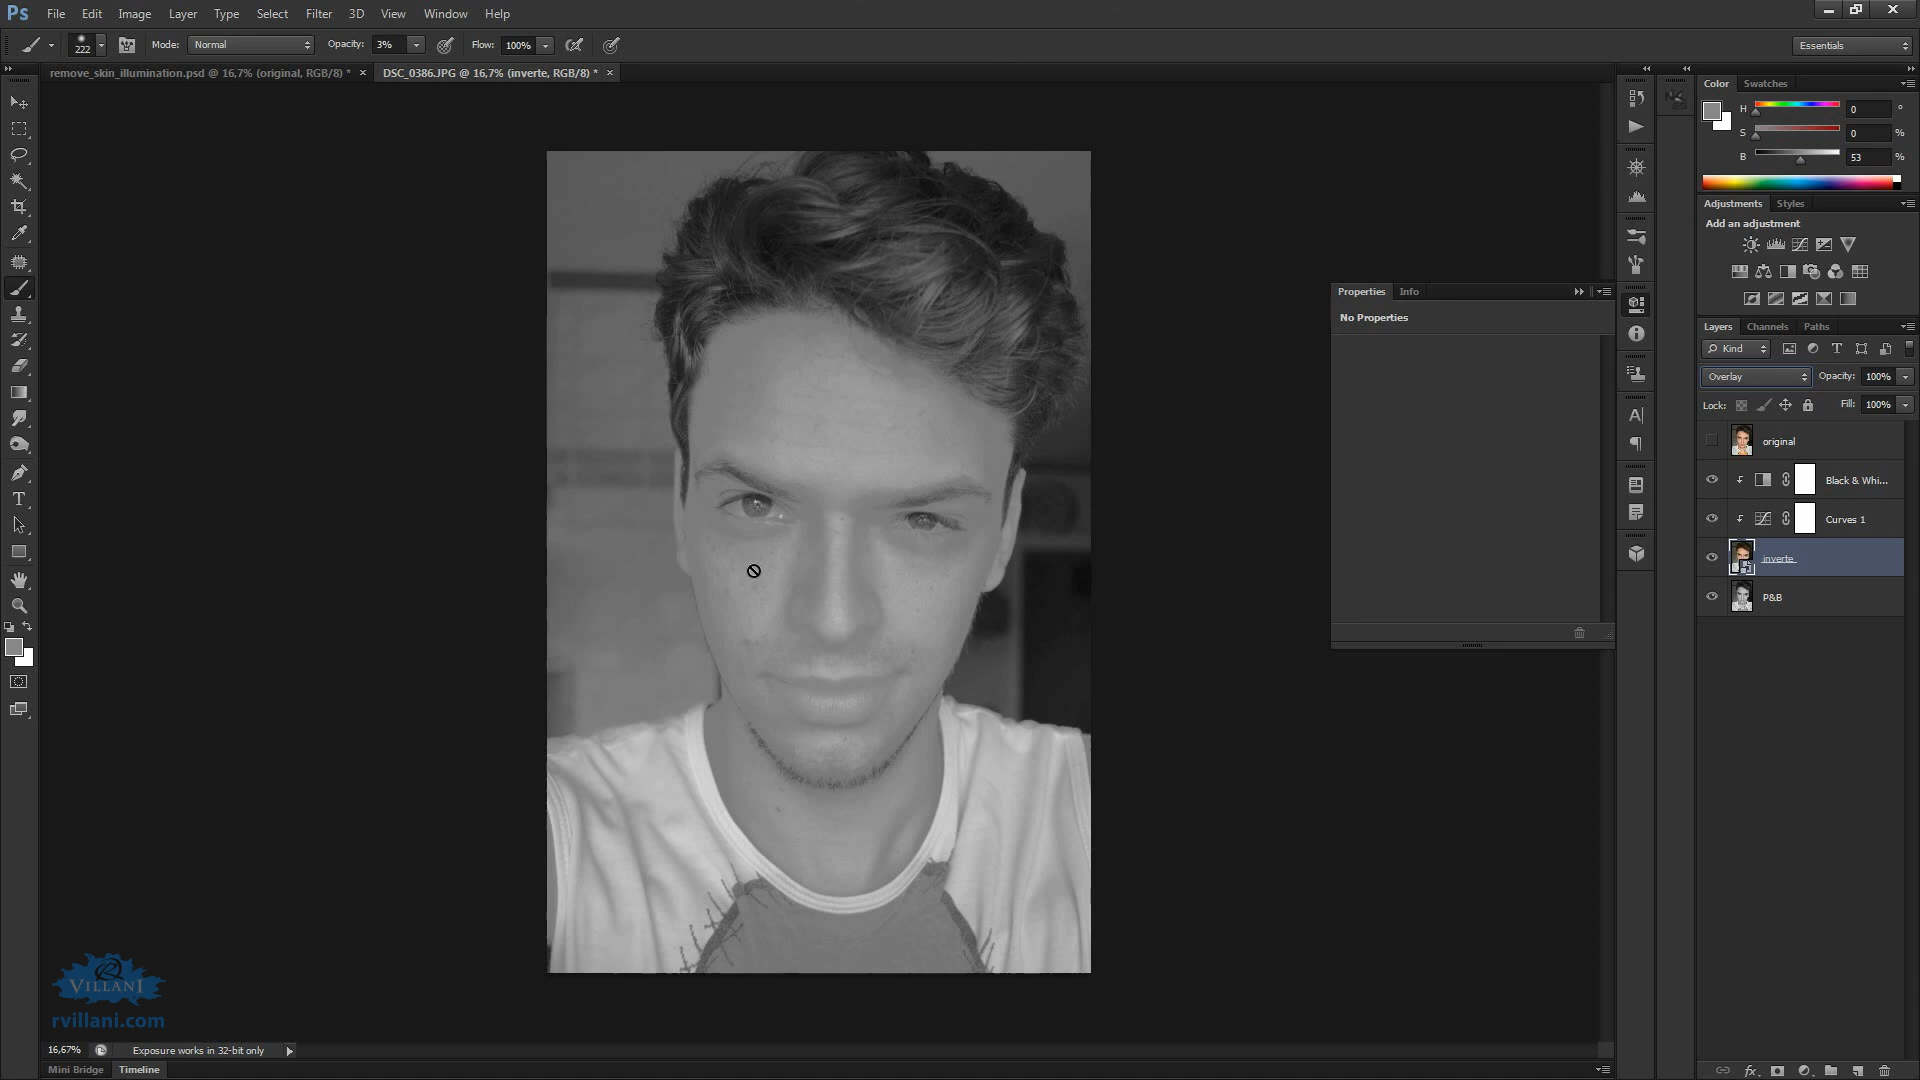 Ps File Edit Image Layer Type Select Filter 3D View Window Help
222 Mode: Normal Opacity: 3% Flow: 100% Essentials
remove_skin_illumination.psd @ 16,7% (original, RGB/8) * × DSC_0386.JPG @ 16,7% (inverte, RGB/8) * ×
Color Swatches
H 0 °
S 0 %
B 53 %
Adjustments Styles
Add an adjustment
Properties Info
No Properties
Layers Channels Paths
Kind
Overlay Opacity: 100%
Lock: Fill: 100%
original
Black & Whi...
Curves 1
inverte
P&B
VILLANI
rvillani.com
16,67% Exposure works in 32-bit only
Mini Bridge Timeline